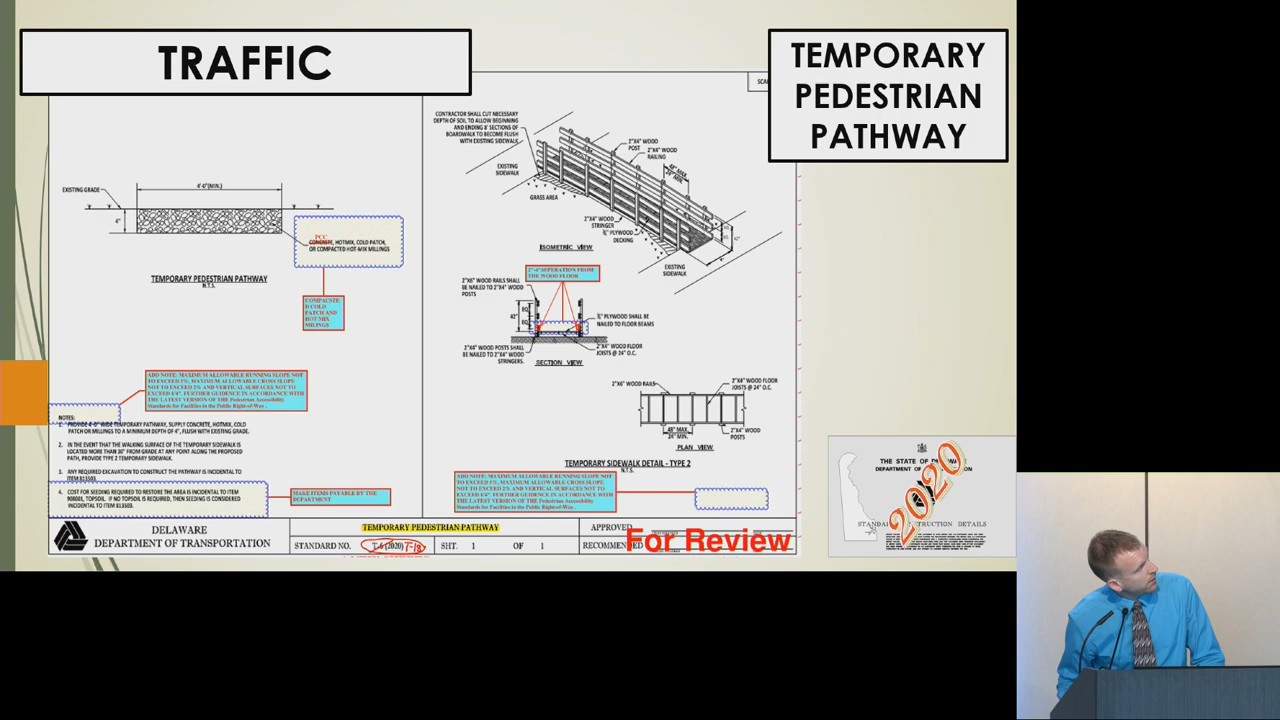 TRAFFIC
TEMPORARY
PEDESTRIAN
PATHWAY
EXISTING GRADE
4'-0"(MIN.)
4"
PCC
CONCRETE, HOTMIX, COLD PATCH,
OR COMPACTED HOT-MIX MILLINGS
TEMPORARY PEDESTRIAN PATHWAY
N.T.S.
COLD
PATCH AND
HOT MIX
MILINGS
ADD NOTE: MAXIMUM ALLOWABLE RUNNING SLOPE NOT
TO EXCEED 5%, MAXIMUM ALLOWABLE CROSS SLOPE
NOT TO EXCEED 2% AND VERTICAL SURFACES NOT TO
EXCEED 1/4". FURTHER GUIDENCE IN ACCORDANCE WITH
THE LATEST VERSION OF THE Pedestrian Accessibility
Standards for Facilities in the Public Right-of-Way.
NOTES:
1. PROVIDE 4'-0" WIDE TEMPORARY PATHWAY, SUPPLY CONCRETE, HOTMIX, COLD
PATCH OR MILLINGS TO A MINIMUM DEPTH OF 4", FLUSH WITH EXISTING GRADE.
2. IN THE EVENT THAT THE WALKING SURFACE OF THE TEMPORARY SIDEWALK IS
LOCATED MORE THAN 30" FROM GRADE AT ANY POINT ALONG THE PROPOSED
PATH, PROVIDE TYPE 2 TEMPORARY SIDEWALK.
3. ANY REQUIRED EXCAVATION TO CONSTRUCT THE PATHWAY IS INCIDENTAL TO
ITEM 813503.
4. COST FOR SEEDING REQUIRED TO RESTORE THE AREA IS INCIDENTAL TO ITEM
908001, TOPSOIL. IF NO TOPSOIL IS REQUIRED, THEN SEEDING IS CONSIDERED
INCIDENTAL TO ITEM 813503.
MAKE ITEMS PAYABLE BY THE
DEPARTMENT
CONTRACTOR SHALL CUT NECESSARY
DEPTH OF SOIL TO ALLOW BEGINNING
AND ENDING 8' SECTIONS OF
BOARDWALK TO BECOME FLUSH
WITH EXISTING SIDEWALK
2"X4" WOOD
POST
2"X4" WOOD
RAILING
48" MAX.
24" MIN.
EXISTING
SIDEWALK
GRASS AREA
2"X4" WOOD
STRINGER
PLYWOOD
DECKING
ISOMETRIC VIEW
EXISTING
SIDEWALK
2"-4" SEPERATION FROM
THE WOOD FLOOR
2"X6" WOOD RAILS SHALL
BE NAILED TO 2"X4" WOOD
POSTS
42"
EQ.
EQ.
PLYWOOD SHALL BE
NAILED TO FLOOR BEAMS
2"X4" WOOD POSTS SHALL
BE NAILED TO 2"X4" WOOD
STRINGERS.
2"X4" WOOD FLOOR
JOISTS @ 24" O.C.
SECTION VIEW
2"X6" WOOD RAILS
2"X4" WOOD FLOOR
JOISTS @ 24" O.C.
48" MAX.
24" MIN.
2"X4" WOOD
POSTS
PLAN VIEW
TEMPORARY SIDEWALK DETAIL - TYPE 2
N.T.S.
ADD NOTE: MAXIMUM ALLOWABLE RUNNING SLOPE NOT
TO EXCEED 5%, MAXIMUM ALLOWABLE CROSS SLOPE
NOT TO EXCEED 2% AND VERTICAL SURFACES NOT TO
EXCEED 1/4". FURTHER GUIDENCE IN ACCORDANCE WITH
THE LATEST VERSION OF THE Pedestrian Accessibility
Standards for Facilities in the Public Right-of-Way.
DELAWARE
DEPARTMENT OF TRANSPORTATION
TEMPORARY PEDESTRIAN PATHWAY
STANDARD NO. (2020) T-18 SHT. 1 OF 1
APPROVED
RECOMMENDED
For Review
THE STATE OF
DEPARTMENT OF
2020
DETAILS